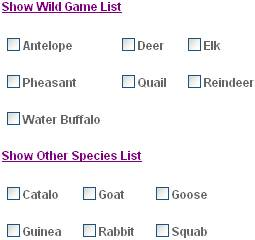 Show Wild Game List
Antelope Deer Elk
Pheasant Quail Reindeer
Water Buffalo
Show Other Species List
Catalo Goat Goose
Guinea Rabbit Squab